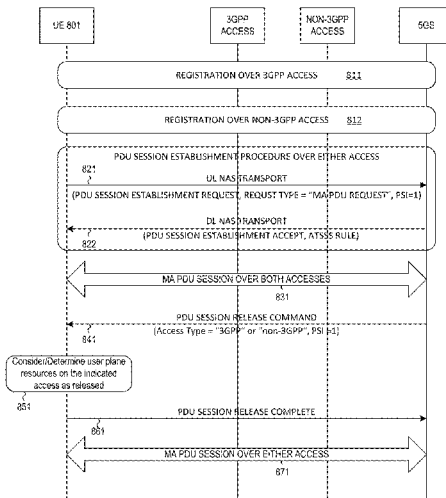 UE 801
3GPP
ACCESS
NON-3GPP
ACCESS
5GS
REGISTRATION OVER 3GPP ACCESS 811
REGISTRATION OVER NON-3GPP ACCESS 812
PDU SESSION ESTABLISHMENT PROCEDURE OVER EITHER ACCESS
821
UL NAS TRANSPORT
(PDU SESSION ESTABLISHMENT REQUEST, REQUST TYPE = "MA PDU REQUEST", PSI=1)
DL NAS TRANSPORT
822
(PDU SESSION ESTABLISHMENT ACCEPT, ATSSS RULE)
MA PDU SESSION OVER BOTH ACCESSES
831
PDU SESSION RELEASE COMMAND
841
(Access Type = "3GPP" or "non-3GPP", PSI =1)
Consider/Determine user plane
resources on the indicated
access as released
851
PDU SESSION RELEASE COMPLETE
861
MA PDU SESSION OVER EITHER ACCESS
871